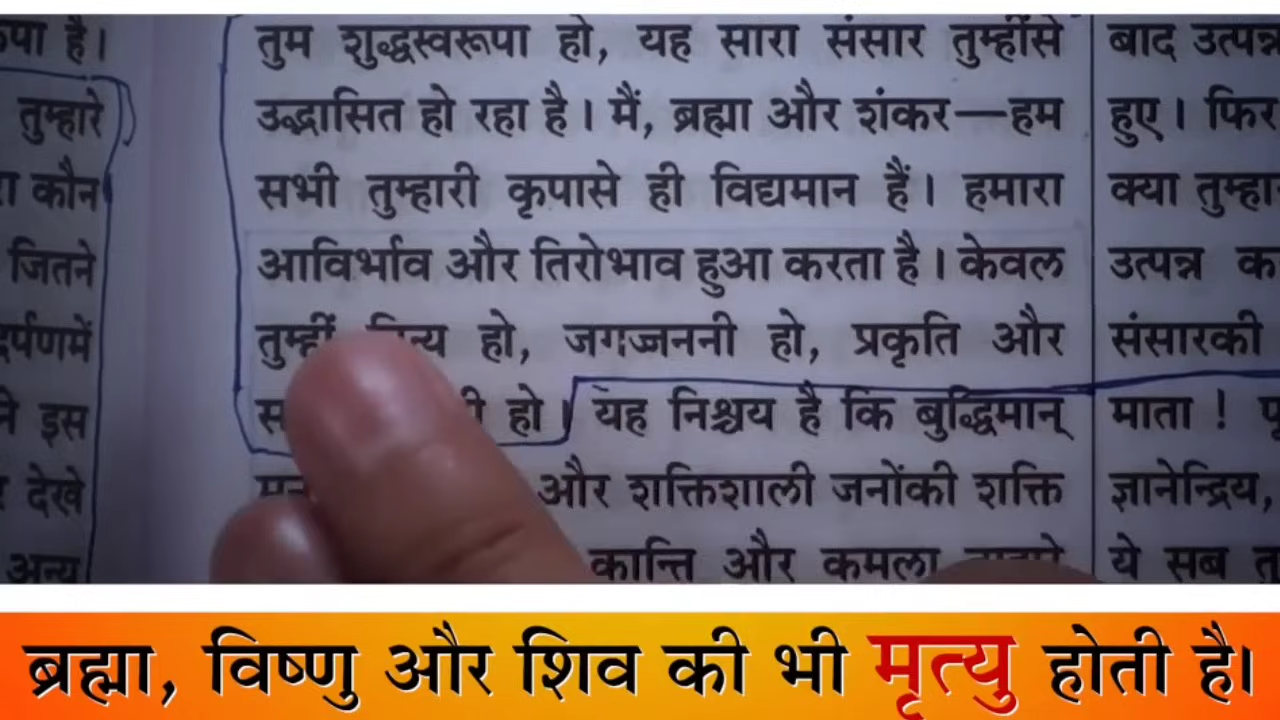 पा है।
तुम्हारे
कौन
जितने
दर्पणमें
इस
देखे
अन्य
तुम शुद्धस्वरूपा हो, यह सारा संसार तुम्हींसे
उद्भासित हो रहा है। मैं, ब्रह्मा और शंकर—हम
सभी तुम्हारी कृपासे ही विद्यमान हैं। हमारा
आविर्भाव और तिरोभाव हुआ करता है। केवल
तुम्हीं हो, जगज्जननी हो, प्रकृति और
हो। यह निश्चय है कि बुद्धिमान्
और शक्तिशाली जनोंकी शक्ति
कान्ति और कमला
बाद उत्पन्न
हुए। फिर
क्या
उत्पन्न
संसारकी
माता !
ज्ञानेन्द्रिय,
ये सब
ब्रह्मा, विष्णु और शिव की भी मृत्यु होती है।